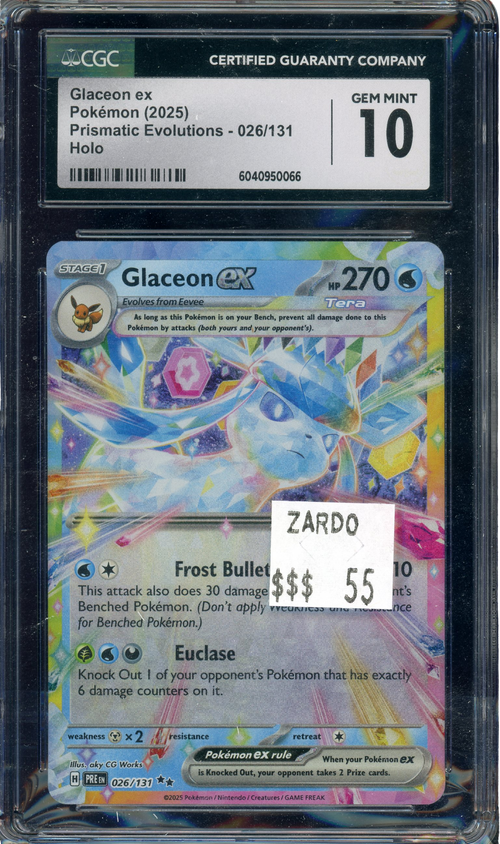 CGC
CERTIFIED GUARANTY COMPANY
Glaceon ex
Pokémon (2025)
Prismatic Evolutions - 026/131
Holo
GEM MINT
10
6040950066
STAGE1
Glaceon ex
HP 270
Evolves from Eevee
Tera
As long as this Pokémon is on your Bench, prevent all damage done to this
Pokémon by attacks (both yours and your opponent's).
ZARDO
$$$ 55
Frost Bullet 10
This attack also does 30 damage
Benched Pokémon. (Don't apply Weakness and Resistance
for Benched Pokémon.)
Euclase
Knock Out 1 of your opponent's Pokémon that has exactly
6 damage counters on it.
weakness ×2 resistance retreat
Illus. aky CG Works
Pokémon ex rule
When your Pokémon ex
is Knocked Out, your opponent takes 2 Prize cards.
H PRE EN 026/131
©2025 Pokémon / Nintendo / Creatures / GAME FREAK